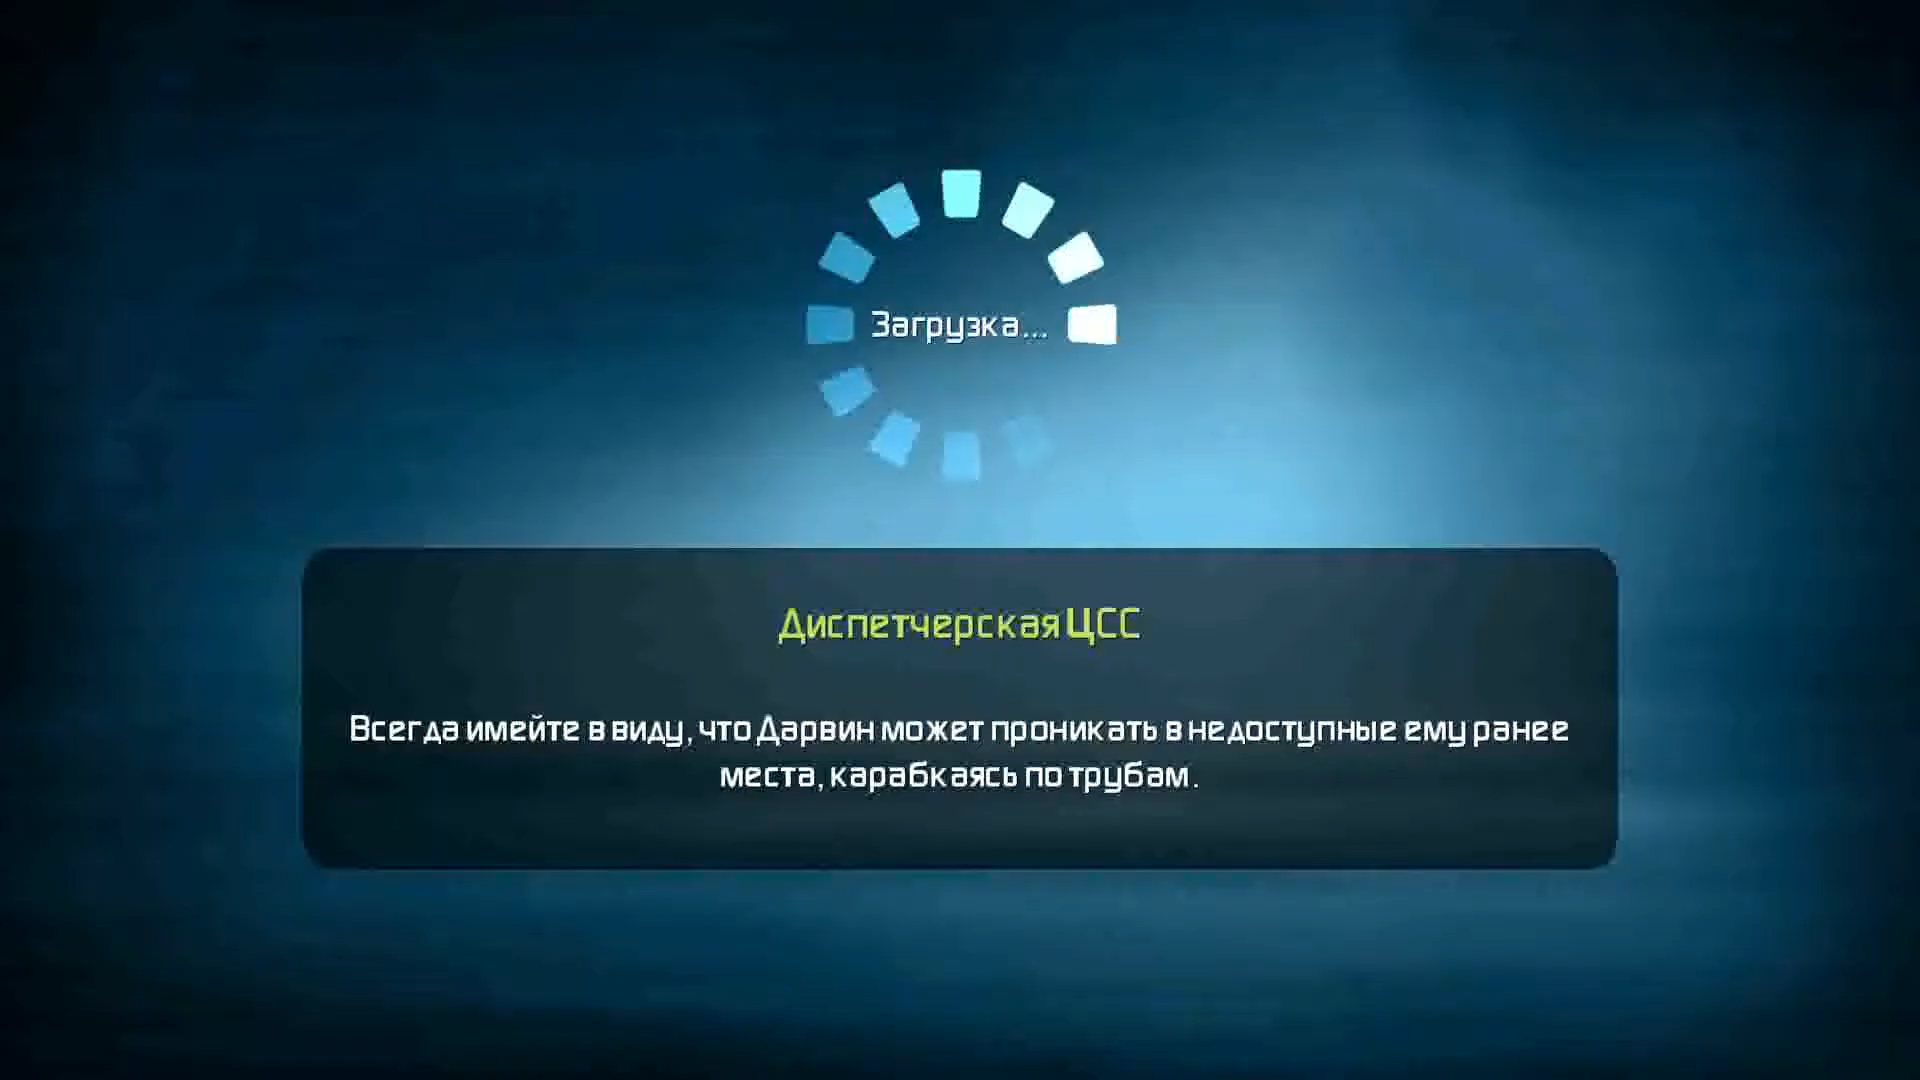 Загрузка...
Диспетчерская ЦСС
Всегда имейте в виду, что Дарвин может проникать в недоступные ему ранее
места, карабкаясь по трубам.